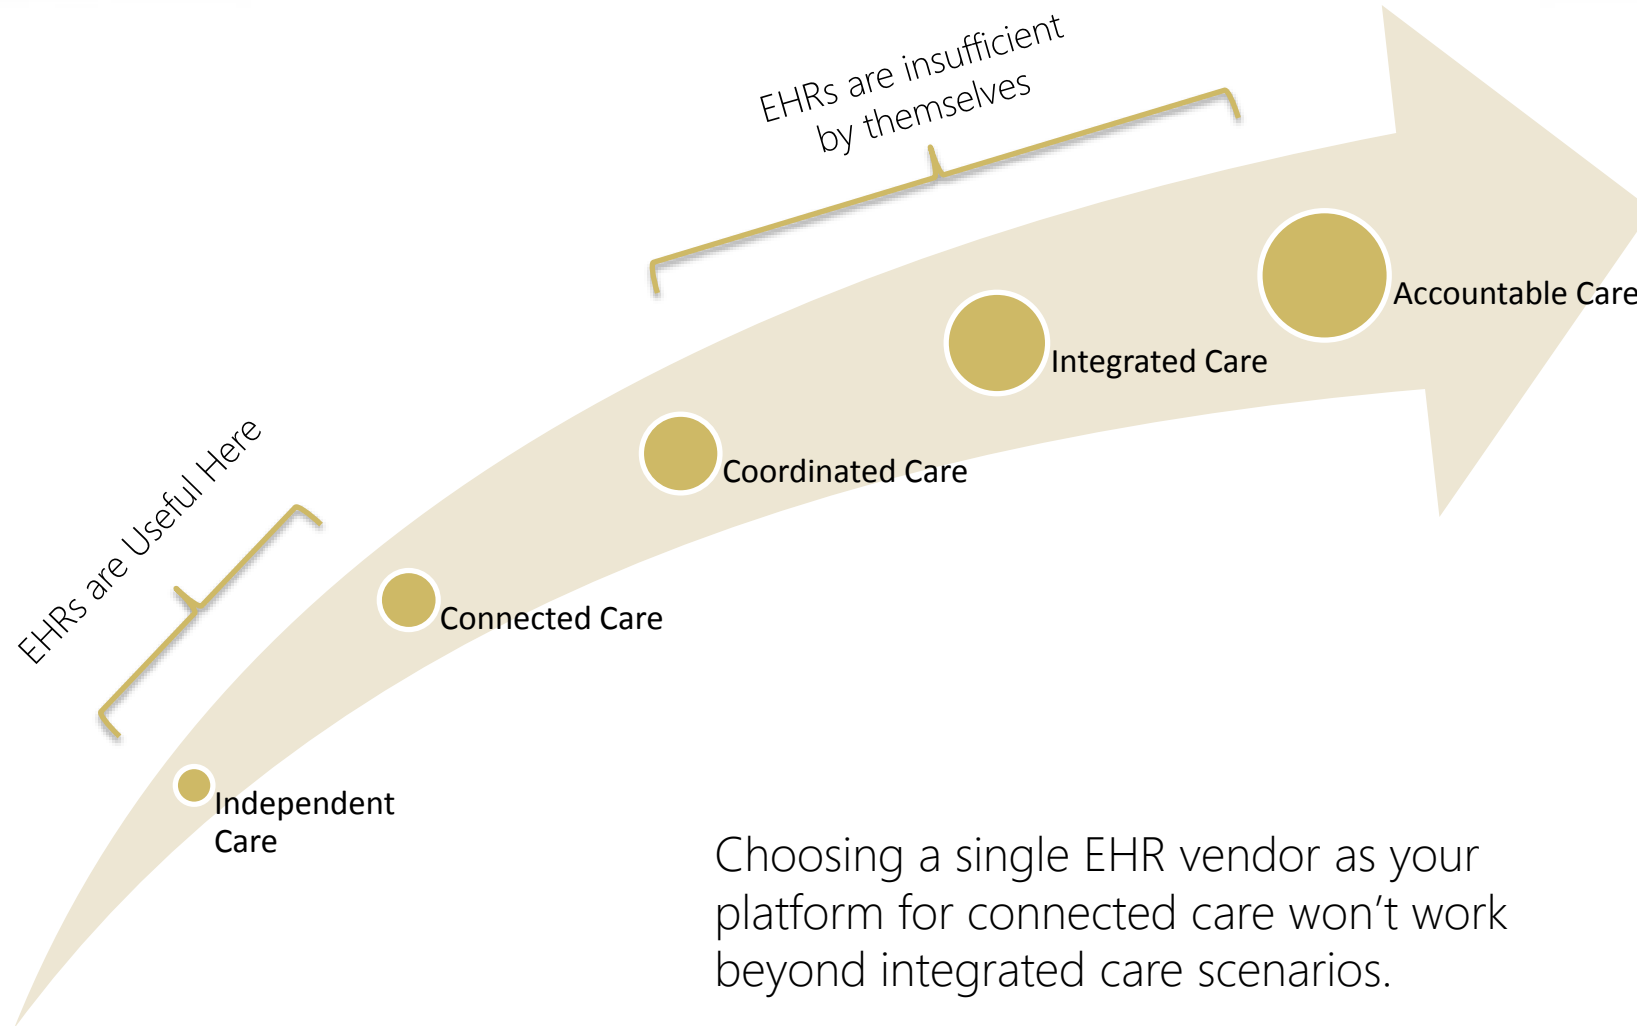 EHRs are insufficient
by themselves
Accountable Care
Integrated Care
EHRs are Useful Here
Coordinated Care
Connected Care
Independent
Care
Choosing a single EHR vendor as your
platform for connected care won’t work
beyond integrated care scenarios.